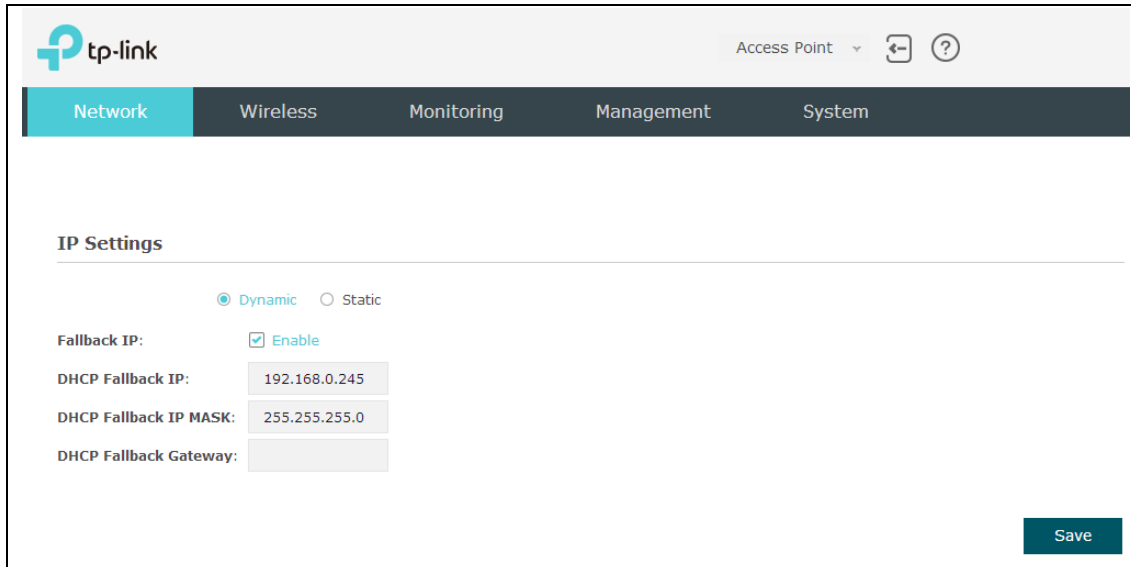 tp-link
Access Point
Network Wireless Monitoring Management System
IP Settings
Dynamic Static
Fallback IP: Enable
DHCP Fallback IP: 192.168.0.245
DHCP Fallback IP MASK: 255.255.255.0
DHCP Fallback Gateway:
Save